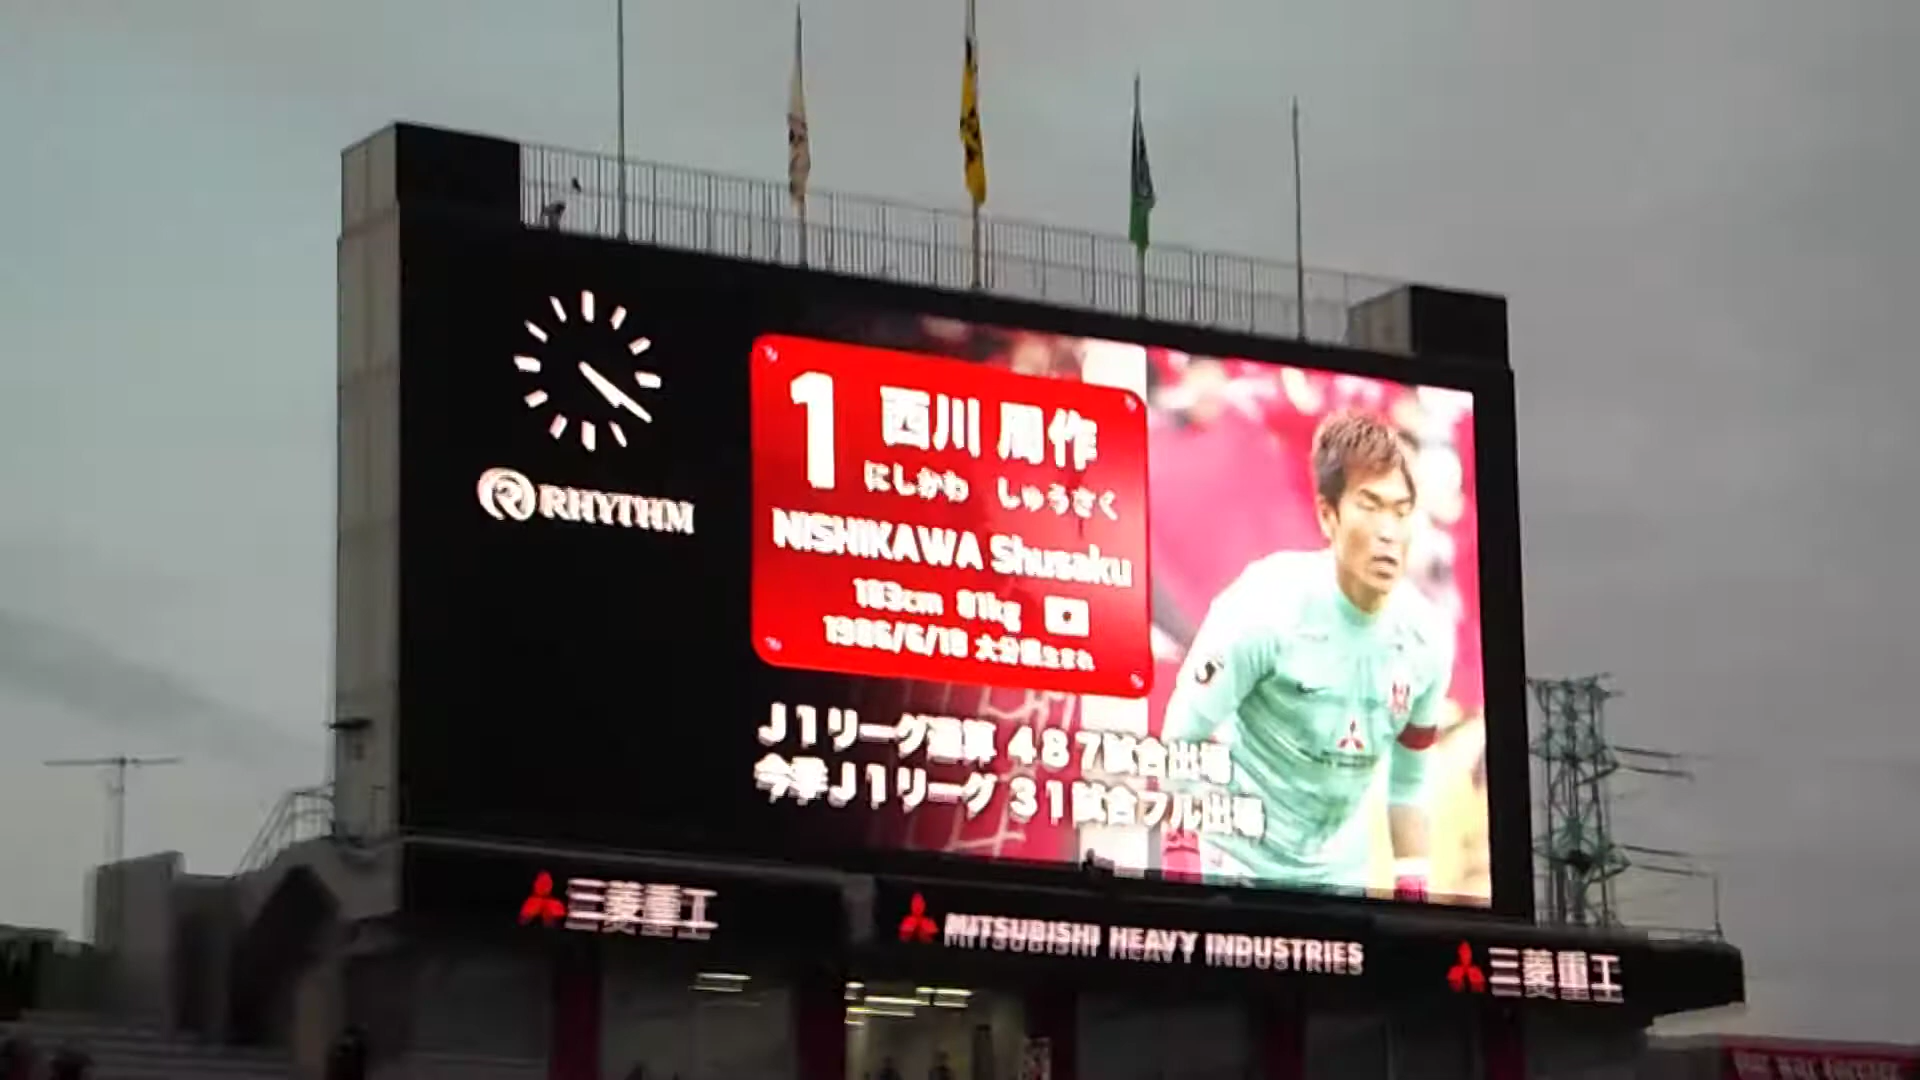 1 西川 周作
にしかわ しゅうさく
NISHIKAWA Shusaku
183cm 81kg
1986/6/18 大分県生まれ
RHYTHM
J1リーグ通算 487試合出場
今季J1リーグ 31試合フル出場
三菱重工
MITSUBISHI HEAVY INDUSTRIES
三菱重工